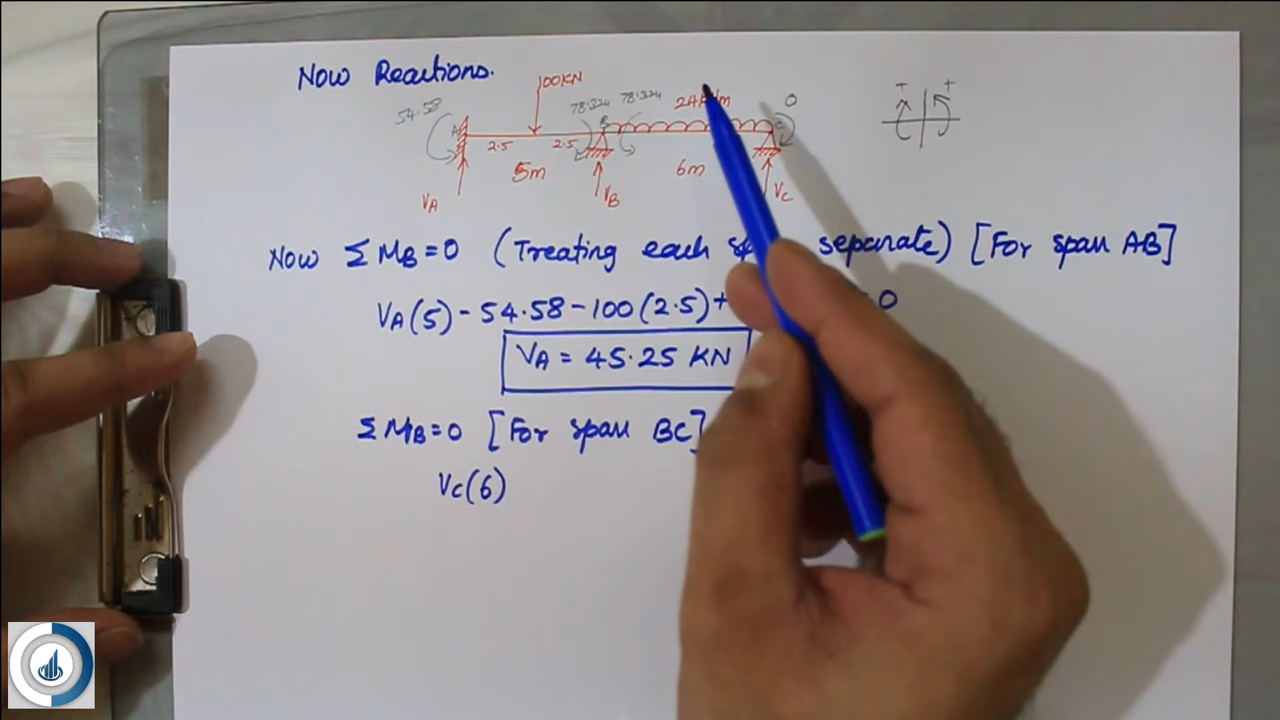 Now Reactions.
100KN
54.58 78.324 78.324 0
A B C
2.5 2.5
5m 6m
VA VB VC
+ +
Now ΣMB=0 (Treating each separate) [For span AB]
VA(5) - 54.58 - 100(2.5)+ = 0
VA = 45.25 KN
ΣMB=0 [For span BC]
VC(6)